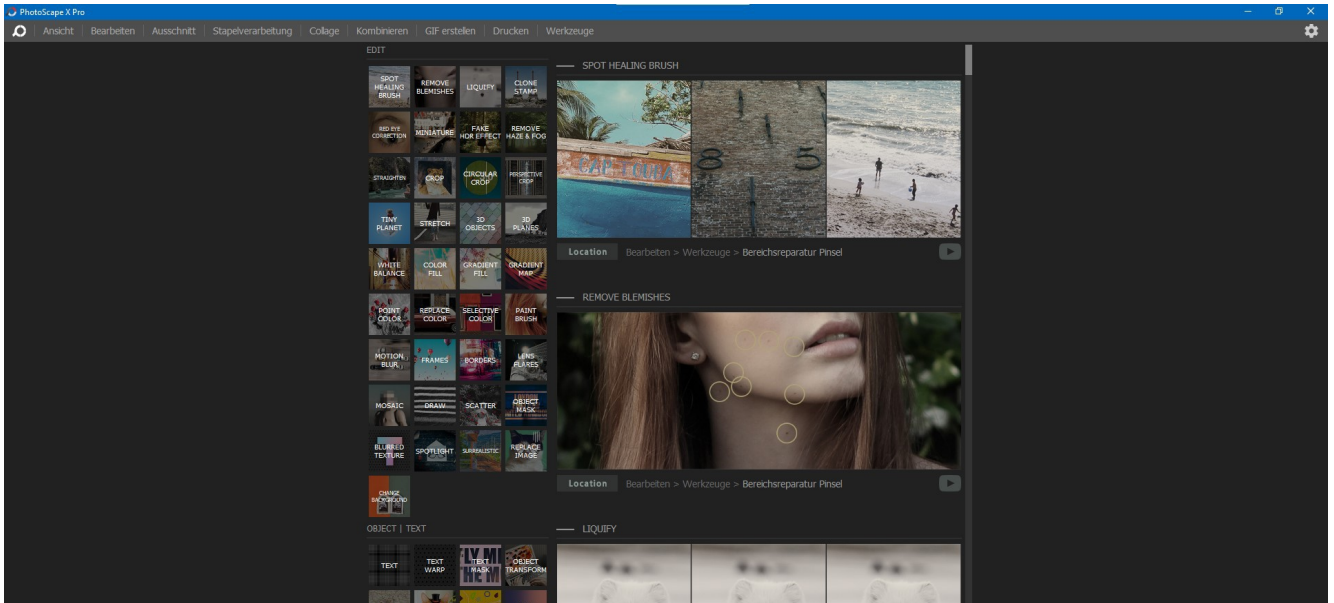 PhotoScape X Pro
Ansicht
Bearbeiten
Ausschnitt
Stapelverarbeitung
Collage
Kombinieren
GIF erstellen
Drucken
Werkzeuge
EDIT
SPOT
HEALING
BRUSH
REMOVE
BLEMISHES
LIQUIFY
CLONE
STAMP
RED EYE
CORRECTION
MINIATURE
FAKE
HDR EFFECT
REMOVE
HAZE & FOG
STRAIGHTEN
CROP
CIRCULAR
CROP
PERSPECTIVE
CROP
TINY
PLANET
STRETCH
3D
OBJECTS
3D
PLANES
WHITE
BALANCE
COLOR
FILL
GRADIENT
FILL
GRADIENT
MAP
POINT
COLOR
REPLACE
COLOR
SELECTIVE
COLOR
PAINT
BRUSH
MOTION
BLUR
FRAMES
BORDERS
LENS
FLARES
MOSAIC
DRAW
SCATTER
OBJECT
MASK
BLURRED
TEXTURE
SPOTLIGHT
SURREALISTIC
REPLACE
IMAGE
CHANGE
BACKGROUND
OBJECT | TEXT
TEXT
TEXT
WARP
TEXT
MASK
OBJECT
TRANSFORM
SPOT HEALING BRUSH
8 5
Location Bearbeiten > Werkzeuge > Bereichsreparatur Pinsel
REMOVE BLEMISHES
Location Bearbeiten > Werkzeuge > Bereichsreparatur Pinsel
LIQUIFY